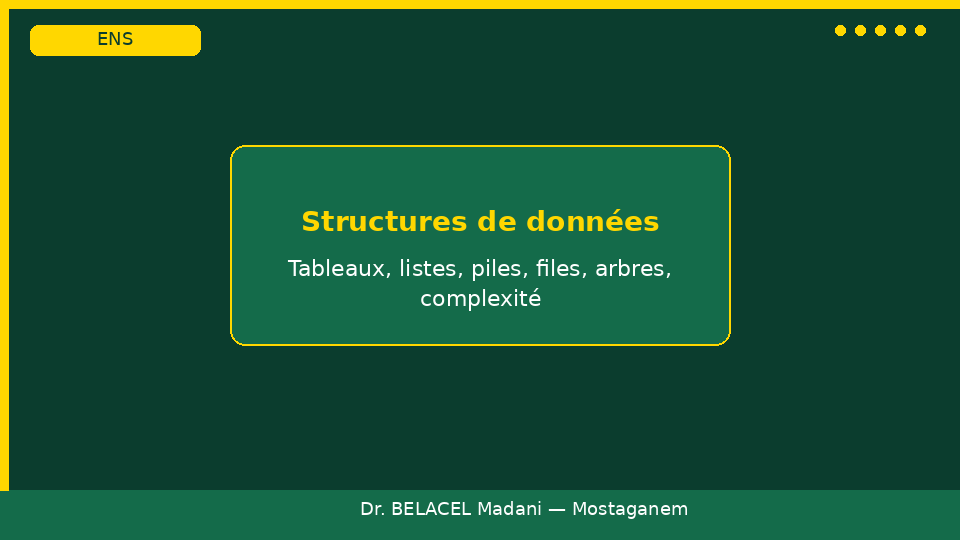 ENS
Structures de données
Tableaux, listes, piles, files, arbres,
complexité
Dr. BELACEL Madani — Mostaganem